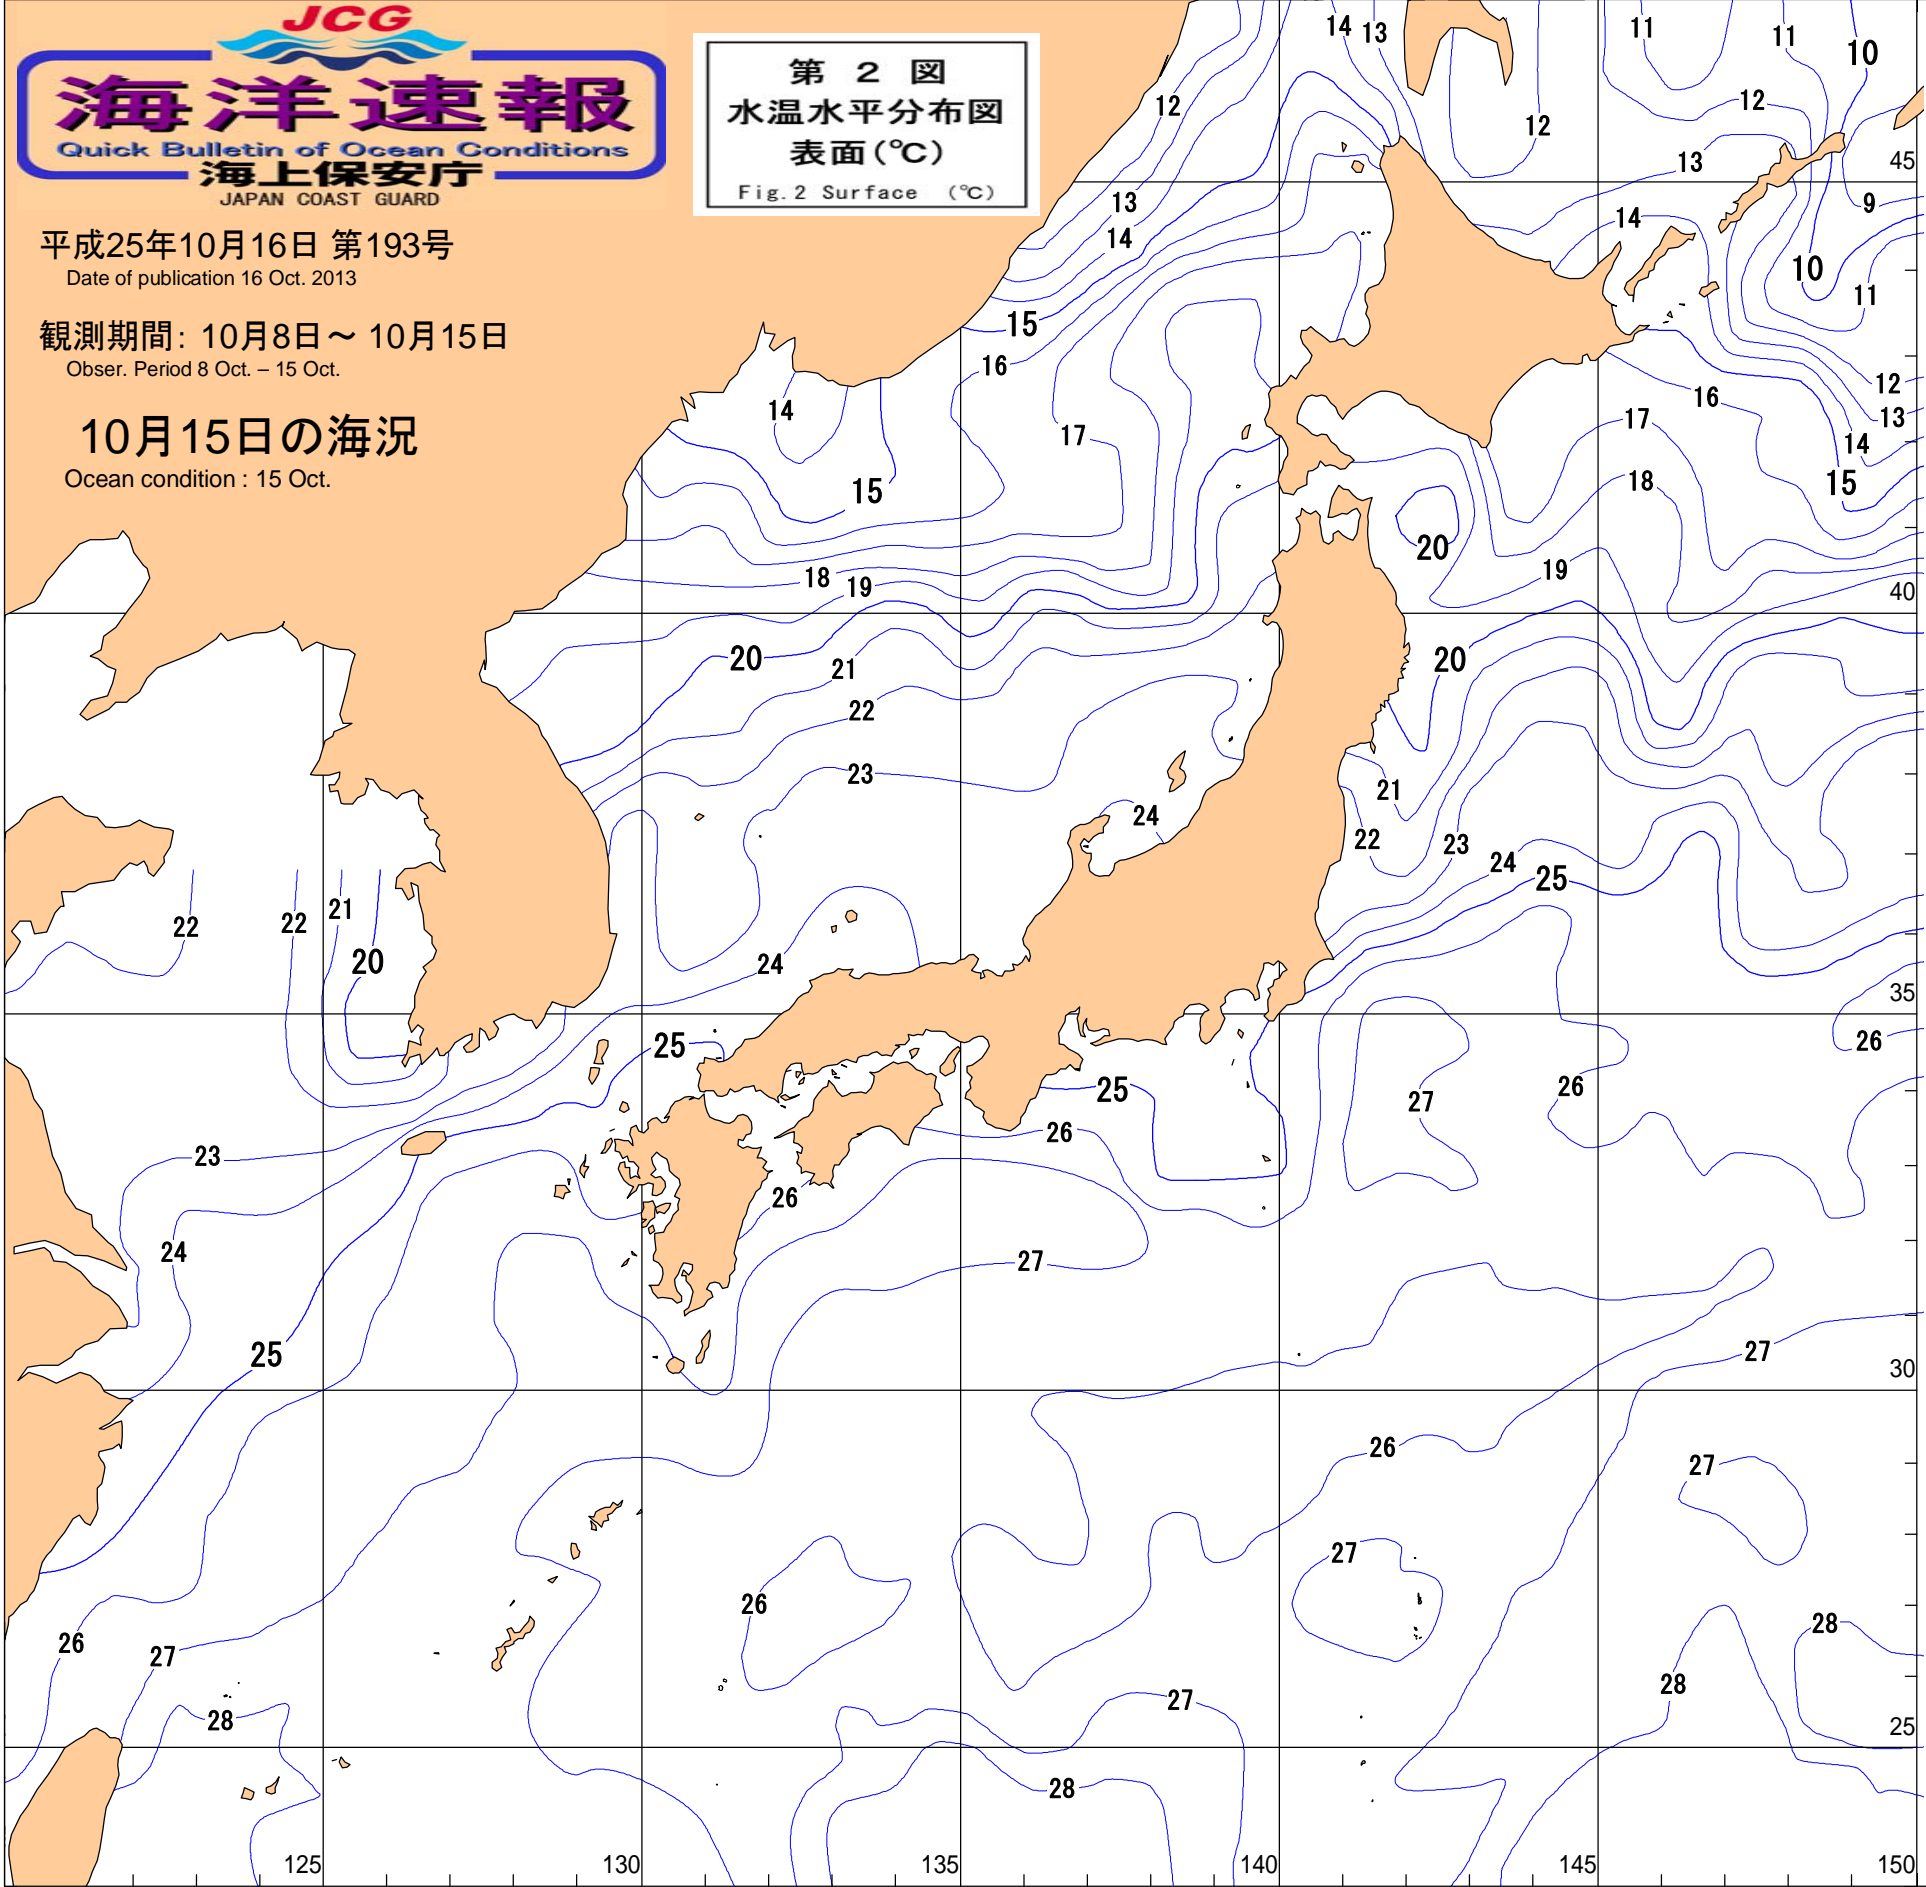 JCG
海洋速報
Quick Bulletin of Ocean Conditions
海上保安庁
JAPAN COAST GUARD
第 2 図
水温水平分布図
表面(℃)
Fig.2 Surface (℃)
平成25年10月16日 第193号
Date of publication 16 Oct. 2013
観測期間: 10月8日～ 10月15日
Obser. Period 8 Oct. – 15 Oct.
10月15日の海況
Ocean condition : 15 Oct.
14 13 11 11 10
12 12 12
13 45
13 14 9
14 10 11
15
16 12
14 17 16 17 13
14
15 18 15
20
18 19 19 40
20 21 20
22
23 21
24 22 23 24 25
22 22 21
20 24 35
25 26
25 27 26
23 26
26
24 27
25 27 30
26 27
27
26 28
26 27 28
28 27 25
28
125 130 135 140 145 150